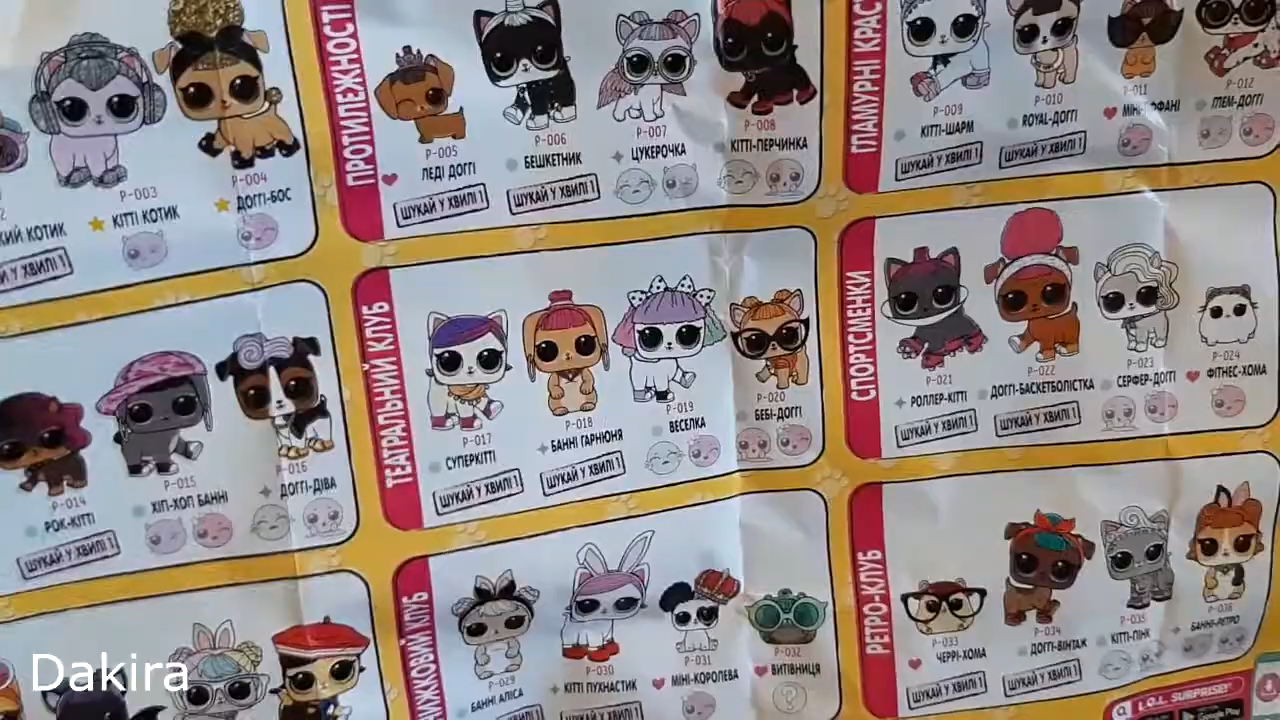 P-003
КІТТІ КОТИК
P-004
ДОГГІ-БОС
КИЙ КОТИК
ПРОТИЛЕЖНОСТІ
P-005
ЛЕДІ ДОГГІ
ШУКАЙ У ХВИЛІ 1
P-006
БЕШКЕТНИК
ШУКАЙ У ХВИЛІ 1
P-007
ЦУКЕРОЧКА
P-008
КІТТІ-ПЕРЧИНКА
ГЛАМУРНІ
P-009
КІТТІ-ШАРМ
ШУКАЙ У ХВИЛІ 1
P-010
ROYAL-ДОГГІ
ШУКАЙ У ХВИЛІ 1
P-011
P-012
P-014
РОК-КІТТІ
ШУКАЙ У ХВИЛІ 1
P-015
ХІП-ХОП БАННІ
P-016
ДОГГІ-ДІВА
ТЕАТРАЛЬНИЙ КЛУБ
P-017
СУПЕРКІТТІ
ШУКАЙ У ХВИЛІ 1
P-018
БАННІ ГАРНЮНЯ
ШУКАЙ У ХВИЛІ 1
P-019
ВЕСЕЛКА
P-020
БЕБІ-ДОГГІ
СПОРТСМЕНКИ
P-021
РОЛЛЕР-КІТТІ
ШУКАЙ У ХВИЛІ 1
P-022
ДОГГІ-БАСКЕТБОЛІСТКА
ШУКАЙ У ХВИЛІ 1
P-023
СЕРФЕР-ДОГГІ
P-024
ФІТНЕС-ХОМА
НИЖКОВИЙ КЛУБ
P-029
БАННІ АЛІСА
P-030
КІТТІ ПУХНАСТИК
P-031
МІНІ-КОРОЛЕВА
P-032
ВИТІВНИЦЯ
?
РЕТРО-КЛУБ
P-033
ЧЕРРІ-ХОМА
ШУКАЙ У ХВИЛІ 1
P-034
ДОГГІ-ВІНТАЖ
ШУКАЙ У ХВИЛІ 1
P-035
КІТТІ-ПІНК
P-036
БАННІ-РЕТРО
L.O.L. SURPRISE!
Dakira